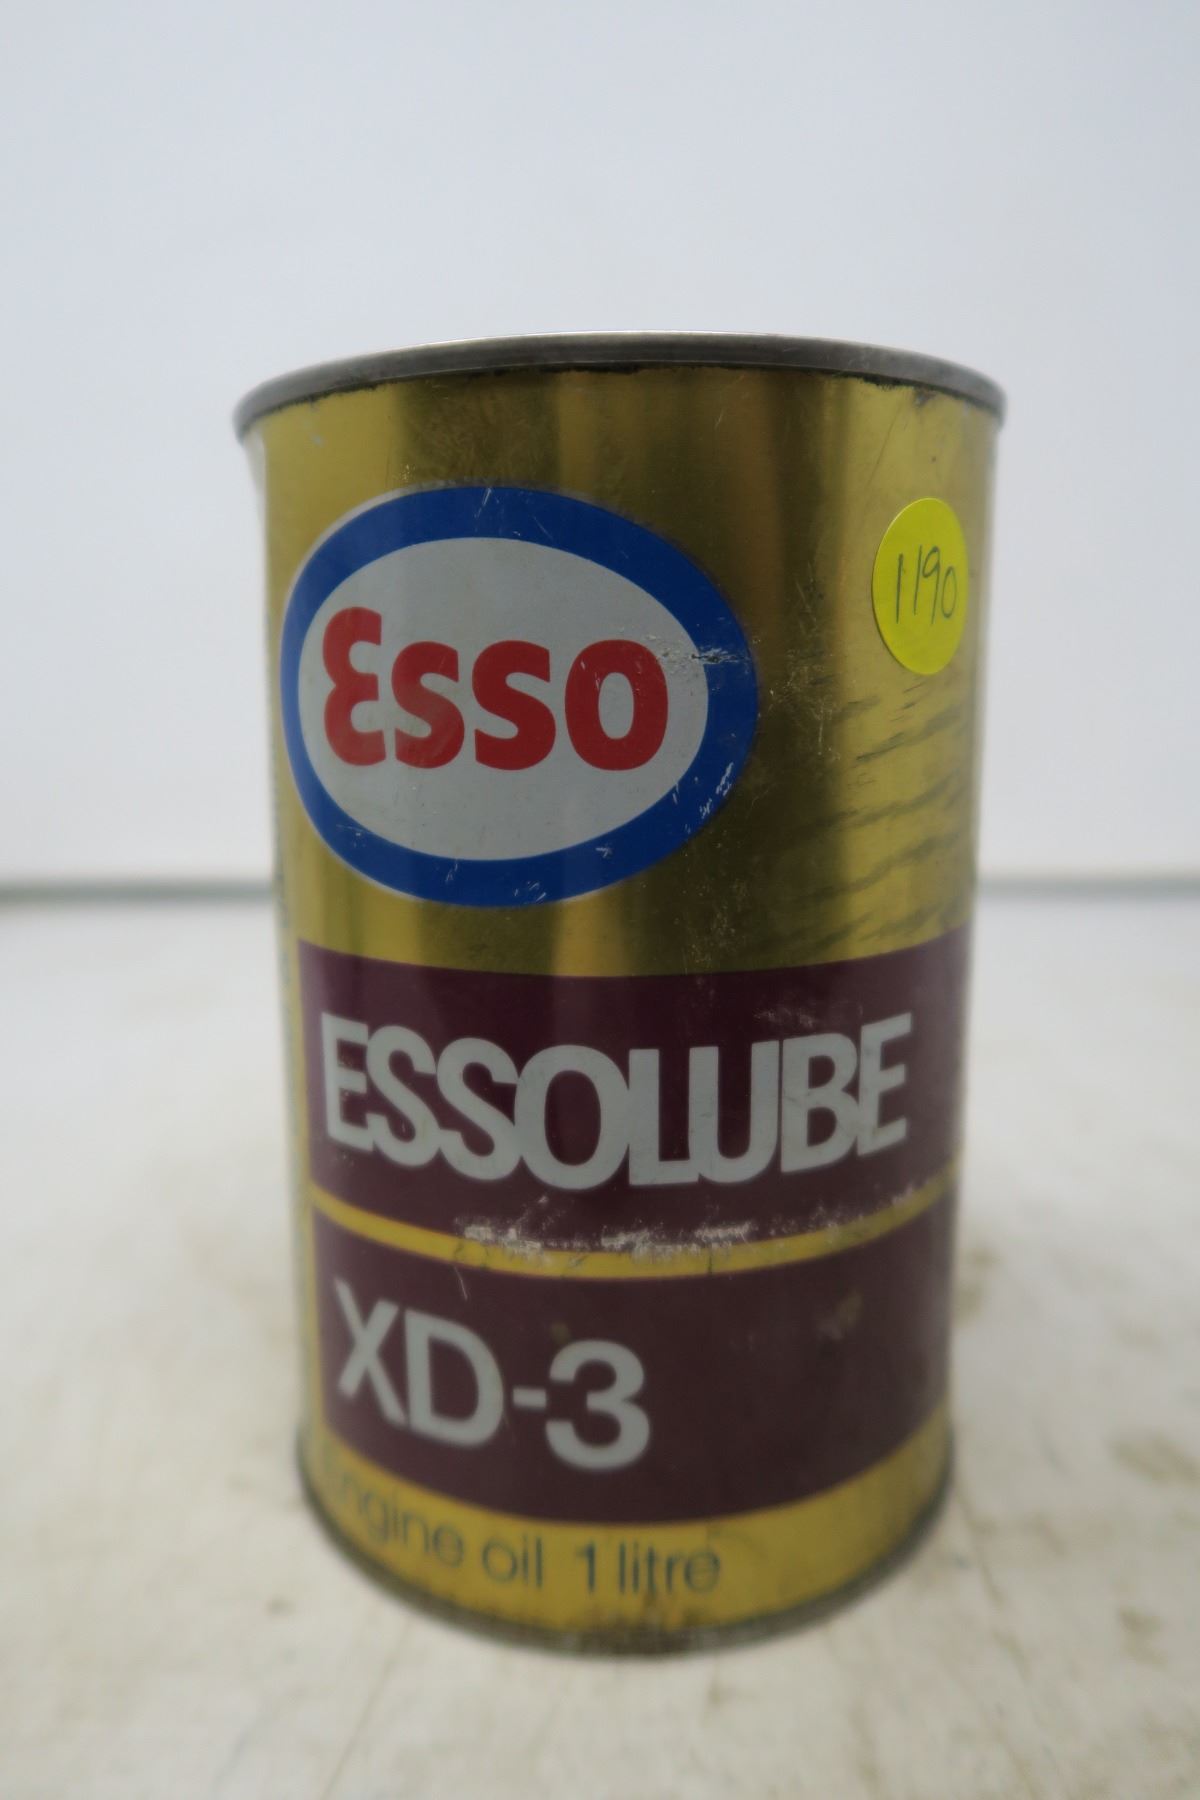 Esso
1190
ESSOLUBE
XD-3
Engine oil 1 litre